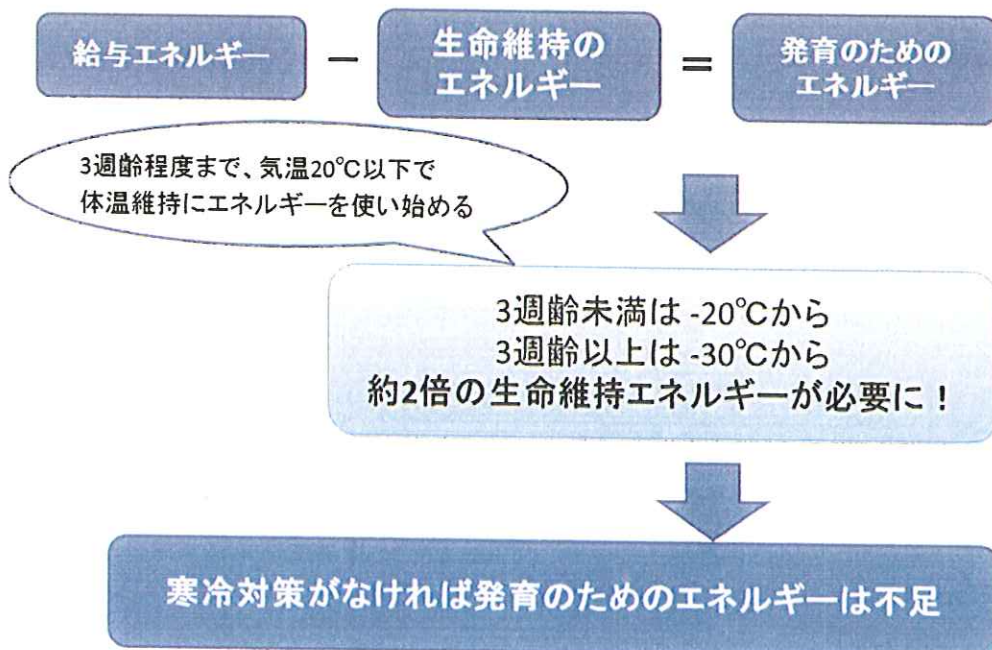 給与エネルギー
－
生命維持の
エネルギー
＝
発育のための
エネルギー
3週齢程度まで、気温20℃以下で
体温維持にエネルギーを使い始める
3週齢未満は -20℃から
3週齢以上は -30℃から
約2倍の生命維持エネルギーが必要に！
寒冷対策がなければ発育のためのエネルギーは不足